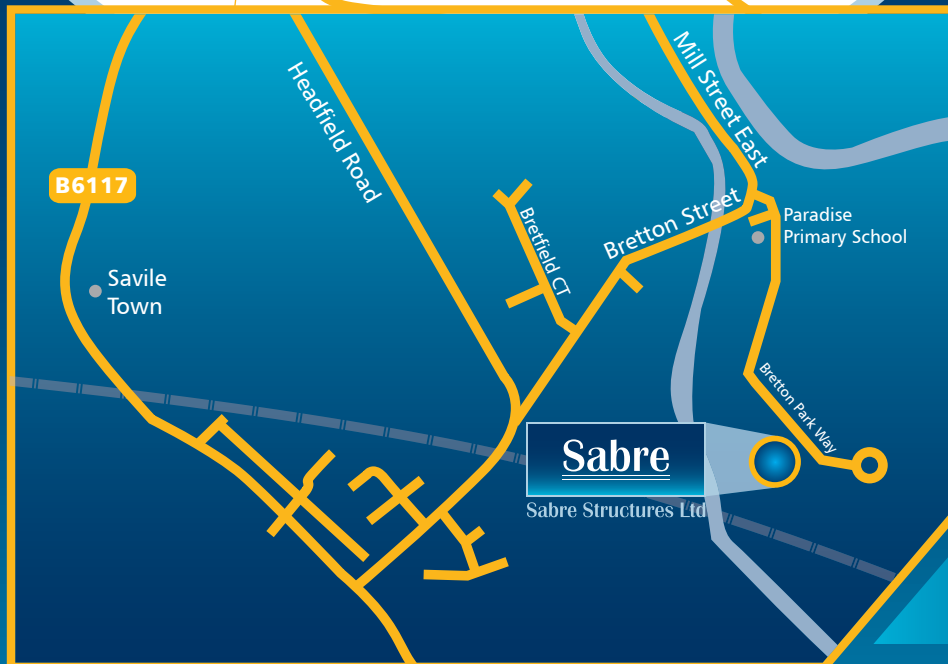 Mill Street East
Headfield Road
B6117
Bretton Street
Bretfield CT
Paradise
Primary School
Savile
Town
Bretton Park Way
Sabre
Sabre Structures Ltd